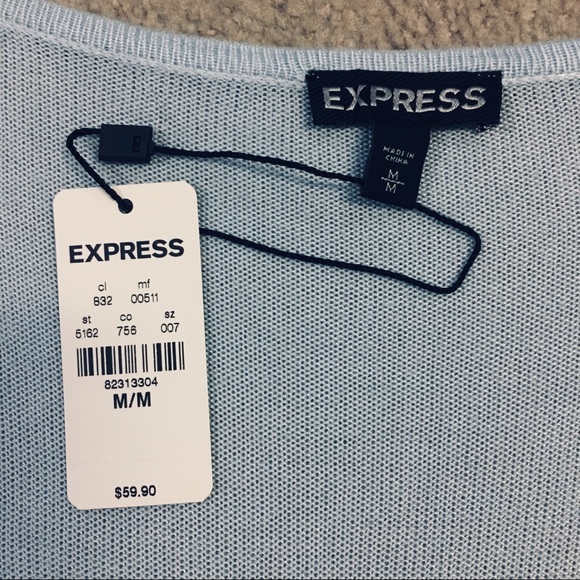 EXPRESS
MADE IN
CHINA
M
M
EXPRESS
cl mf
832 00511
st co sz
5162 756 007
82313304
M/M
$59.90